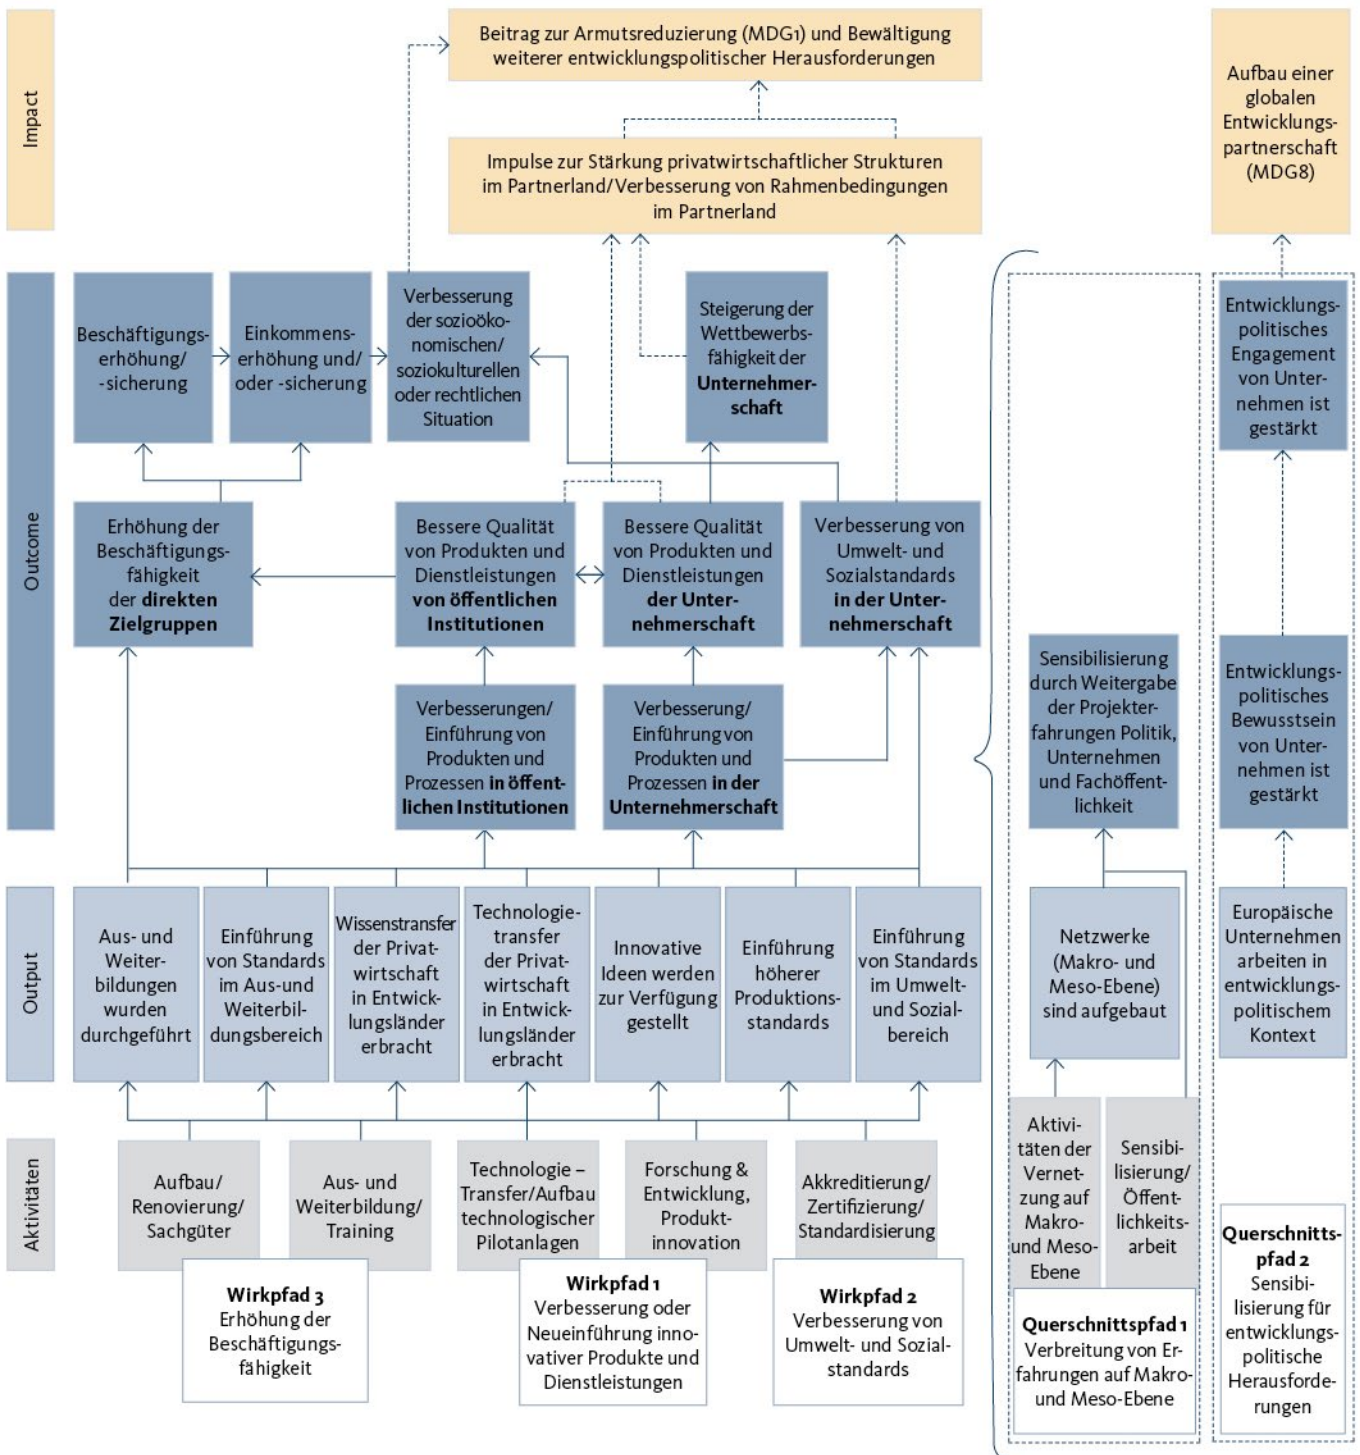 Impact
Beitrag zur Armutsreduzierung (MDG1) und Bewältigung
weiterer entwicklungspolitischer Herausforderungen
Impulse zur Stärkung privatwirtschaftlicher Strukturen
im Partnerland/Verbesserung von Rahmenbedingungen
im Partnerland
Aufbau einer
globalen
Entwicklungs-
partnerschaft
(MDG8)
Outcome
Beschäftigungs-
erhöhung/
-sicherung
Einkommens-
erhöhung und/
oder -sicherung
Verbesserung
der sozioöko-
nomischen/
soziokulturellen
oder rechtlichen
Situation
Steigerung der
Wettbewerbs-
fähigkeit der
Unternehmer-
schaft
Entwicklungs-
politisches
Engagement
von Unter-
nehmen ist
gestärkt
Erhöhung der
Beschäftigungs-
fähigkeit
der direkten
Zielgruppen
Bessere Qualität
von Produkten und
Dienstleistungen
von öffentlichen
Institutionen
Bessere Qualität
von Produkten und
Dienstleistungen
der Unter-
nehmerschaft
Verbesserung von
Umwelt- und
Sozialstandards
in der Unter-
nehmerschaft
Verbesserungen/
Einführung von
Produkten und
Prozessen in öffent-
lichen Institutionen
Verbesserung/
Einführung von
Produkten und
Prozessen in der
Unternehmerschaft
Sensibilisierung
durch Weitergabe
der Projekter-
fahrungen Politik,
Unternehmen
und Fachöffent-
lichkeit
Entwicklungs-
politisches
Bewusstsein
von Unter-
nehmen ist
gestärkt
Output
Aus- und
Weiter-
bildungen
wurden
durchgeführt
Einführung
von Standards
im Aus-und
Weiterbil-
dungsbereich
Wissenstransfer
der Privat-
wirtschaft
in Entwick-
lungsländer
erbracht
Technologie-
transfer
der Privat-
wirtschaft
in Entwick-
lungsländer
erbracht
Innovative
Ideen werden
zur Verfügung
gestellt
Einführung
höherer
Produktions-
standards
Einführung
von Standards
im Umwelt-
und Sozial-
bereich
Netzwerke
(Makro- und
Meso-Ebene)
sind aufgebaut
Europäische
Unternehmen
arbeiten in
entwicklungs-
politischem
Kontext
Aktivitäten
Aufbau/
Renovierung/
Sachgüter
Aus- und
Weiterbildung/
Training
Technologie –
Transfer/Aufbau
technologischer
Pilotanlagen
Forschung &
Entwicklung,
Produkt-
innovation
Akkreditierung/
Zertifizierung/
Standardisierung
Aktivi-
täten der
Vernet-
zung auf
Makro-
und Meso-
Ebene
Sensibi-
lisierung/
Öffent-
lichkeits-
arbeit
Wirkpfad 3
Erhöhung der
Beschäftigungs-
fähigkeit
Wirkpfad 1
Verbesserung oder
Neueinführung inno-
vativer Produkte und
Dienstleistungen
Wirkpfad 2
Verbesserung von
Umwelt- und Sozial-
standards
Querschnittspfad 1
Verbreitung von Er-
fahrungen auf Makro-
und Meso-Ebene
Querschnitts-
pfad 2
Sensibi-
lisierung für
entwicklungs-
politische
Herausforde-
rungen